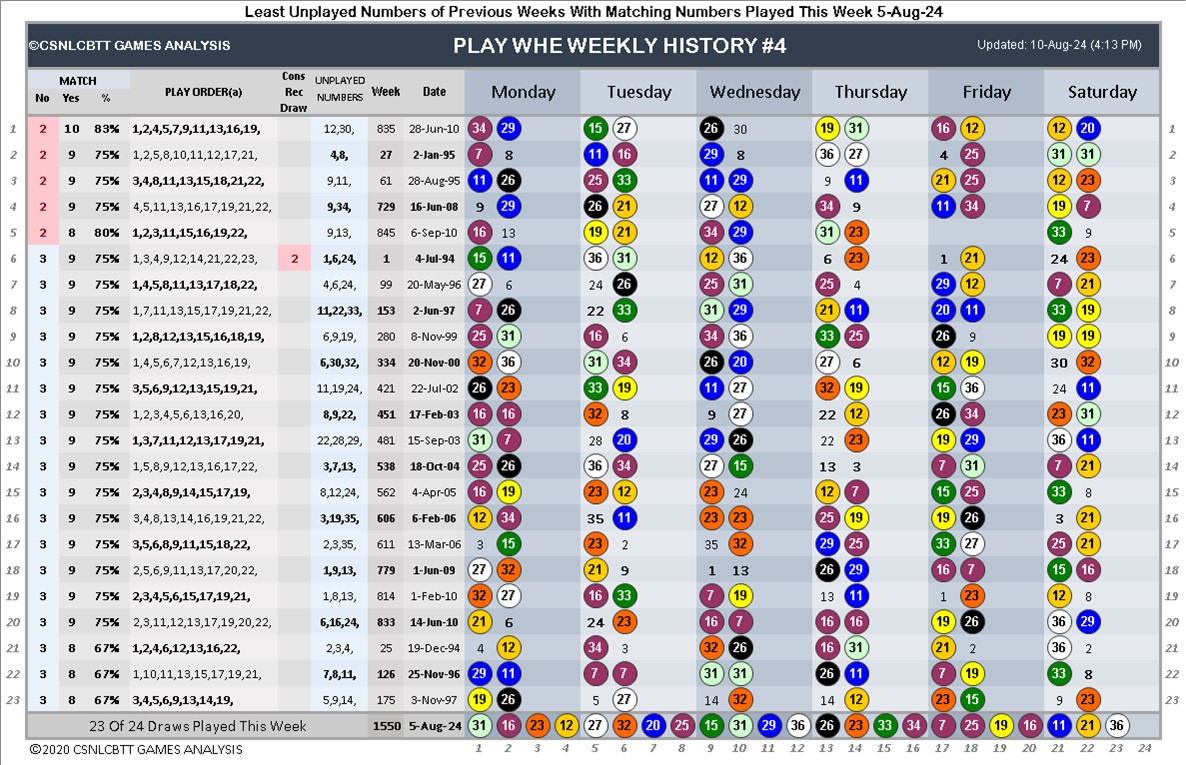 Least Unplayed Numbers of Previous Weeks With Matching Numbers Played This Week 5-Aug-24
©CSNLCBTT GAMES ANALYSIS PLAY WHE WEEKLY HISTORY #4 Updated: 10-Aug-24 (4:13 PM)
MATCH No Yes % PLAY ORDER(a) Cons Rec Draw UNPLAYED NUMBERS Week Date Monday Tuesday Wednesday Thursday Friday Saturday
1 2 10 83% 1,2,4,5,7,9,11,13,16,19, 12,30, 835 28-Jun-10 34 29 15 27 26 30 19 31 16 12 12 20 1
2 2 9 75% 1,2,5,8,10,11,12,17,21, 4,8, 27 2-Jan-95 7 8 11 16 29 8 36 27 4 25 31 31 2
3 2 9 75% 3,4,8,11,13,15,18,21,22, 9,11, 61 28-Aug-95 11 26 25 33 11 29 9 11 21 25 12 23 3
4 2 9 75% 4,5,11,13,16,17,19,21,22, 9,34, 729 16-Jun-08 9 29 26 21 27 12 34 9 11 34 19 7 4
5 2 8 80% 1,2,3,11,15,16,19,22, 9,13, 845 6-Sep-10 16 13 19 21 34 29 31 23 33 9 5
6 3 9 75% 1,3,4,9,12,14,21,22,23, 2 1,6,24, 1 4-Jul-94 15 11 36 31 12 36 6 23 1 21 24 23 6
7 3 9 75% 1,4,5,8,11,13,17,18,22, 4,6,24, 99 20-May-96 27 6 24 26 25 31 25 4 29 12 7 21 7
8 3 9 75% 1,7,11,13,15,17,19,21,22, 11,22,33, 153 2-Jun-97 7 26 22 33 31 29 21 11 20 11 33 19 8
9 3 9 75% 1,2,8,12,13,15,16,18,19, 6,9,19, 280 8-Nov-99 25 31 16 6 34 36 33 25 26 9 19 19 9
10 3 9 75% 1,4,5,6,7,12,13,16,19, 6,30,32, 334 20-Nov-00 32 36 31 34 26 20 27 6 12 19 30 32 10
11 3 9 75% 3,5,6,9,12,13,15,19,21, 11,19,24, 421 22-Jul-02 26 23 33 19 11 27 32 19 15 36 24 11 11
12 3 9 75% 1,2,3,4,5,6,13,16,20, 8,9,22, 451 17-Feb-03 16 16 32 8 9 27 22 12 26 34 23 31 12
13 3 9 75% 1,3,7,11,12,13,17,19,21, 22,28,29, 481 15-Sep-03 31 7 28 20 29 26 22 23 19 29 36 11 13
14 3 9 75% 1,5,8,9,12,13,16,17,22, 3,7,13, 538 18-Oct-04 25 26 36 34 27 15 13 3 7 31 7 21 14
15 3 9 75% 2,3,4,8,9,14,15,17,19, 8,12,24, 562 4-Apr-05 16 19 23 12 23 24 12 7 15 25 33 8 15
16 3 9 75% 3,4,8,13,14,16,19,21,22, 3,19,35, 606 6-Feb-06 12 34 35 11 23 23 25 19 19 26 3 21 16
17 3 9 75% 3,5,6,8,9,11,15,18,22, 2,3,35, 611 13-Mar-06 3 15 23 2 35 32 29 25 33 27 25 21 17
18 3 9 75% 2,5,6,9,11,13,17,20,22, 1,9,13, 779 1-Jun-09 27 32 21 9 1 13 26 29 16 7 15 16 18
19 3 9 75% 2,3,4,5,6,15,17,19,21, 1,8,13, 814 1-Feb-10 32 27 16 33 7 19 13 11 1 23 12 8 19
20 3 9 75% 2,3,11,12,13,17,19,20,22, 6,16,24, 833 14-Jun-10 21 6 24 23 16 7 16 16 19 26 36 29 20
21 3 8 67% 1,2,4,6,12,13,16,22, 2,3,4, 25 19-Dec-94 4 12 34 3 32 26 16 31 21 2 36 2 21
22 3 8 67% 1,10,11,13,15,17,19,21, 7,8,11, 126 25-Nov-96 29 11 7 7 31 31 26 11 7 19 33 8 22
23 3 8 67% 3,4,5,6,9,13,14,19, 5,9,14, 175 3-Nov-97 19 26 5 27 14 32 14 12 23 15 9 23 23
23 Of 24 Draws Played This Week 1550 5-Aug-24 31 16 23 12 27 32 20 25 15 31 29 36 26 23 33 34 7 25 19 16 11 21 36
©2020 CSNLCBTT GAMES ANALYSIS 1 2 3 4 5 6 7 8 9 10 11 12 13 14 15 16 17 18 19 20 21 22 23 24